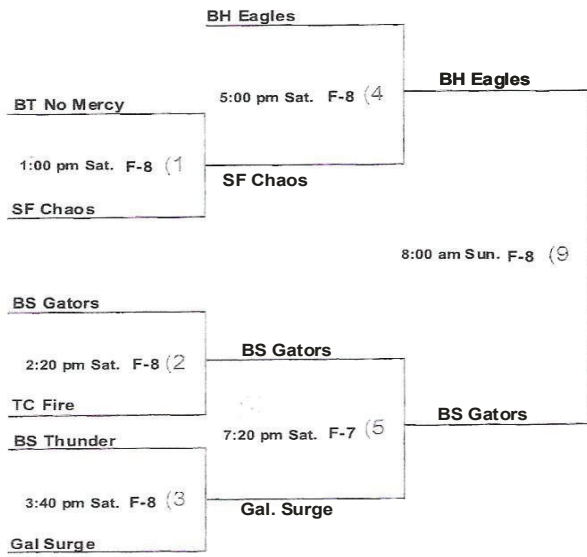 BH Eagles
BH Eagles
5:00 pm Sat. F-8 (4
BT No Mercy
1:00 pm Sat. F-8 (1
SF Chaos
SF Chaos
8:00 am Sun. F-8 (9
BS Gators
BS Gators
2:20 pm Sat. F-8 (2
TC Fire
BS Gators
7:20 pm Sat. F-7 (5
BS Thunder
3:40 pm Sat. F-8 (3
Gal. Surge
Gal Surge